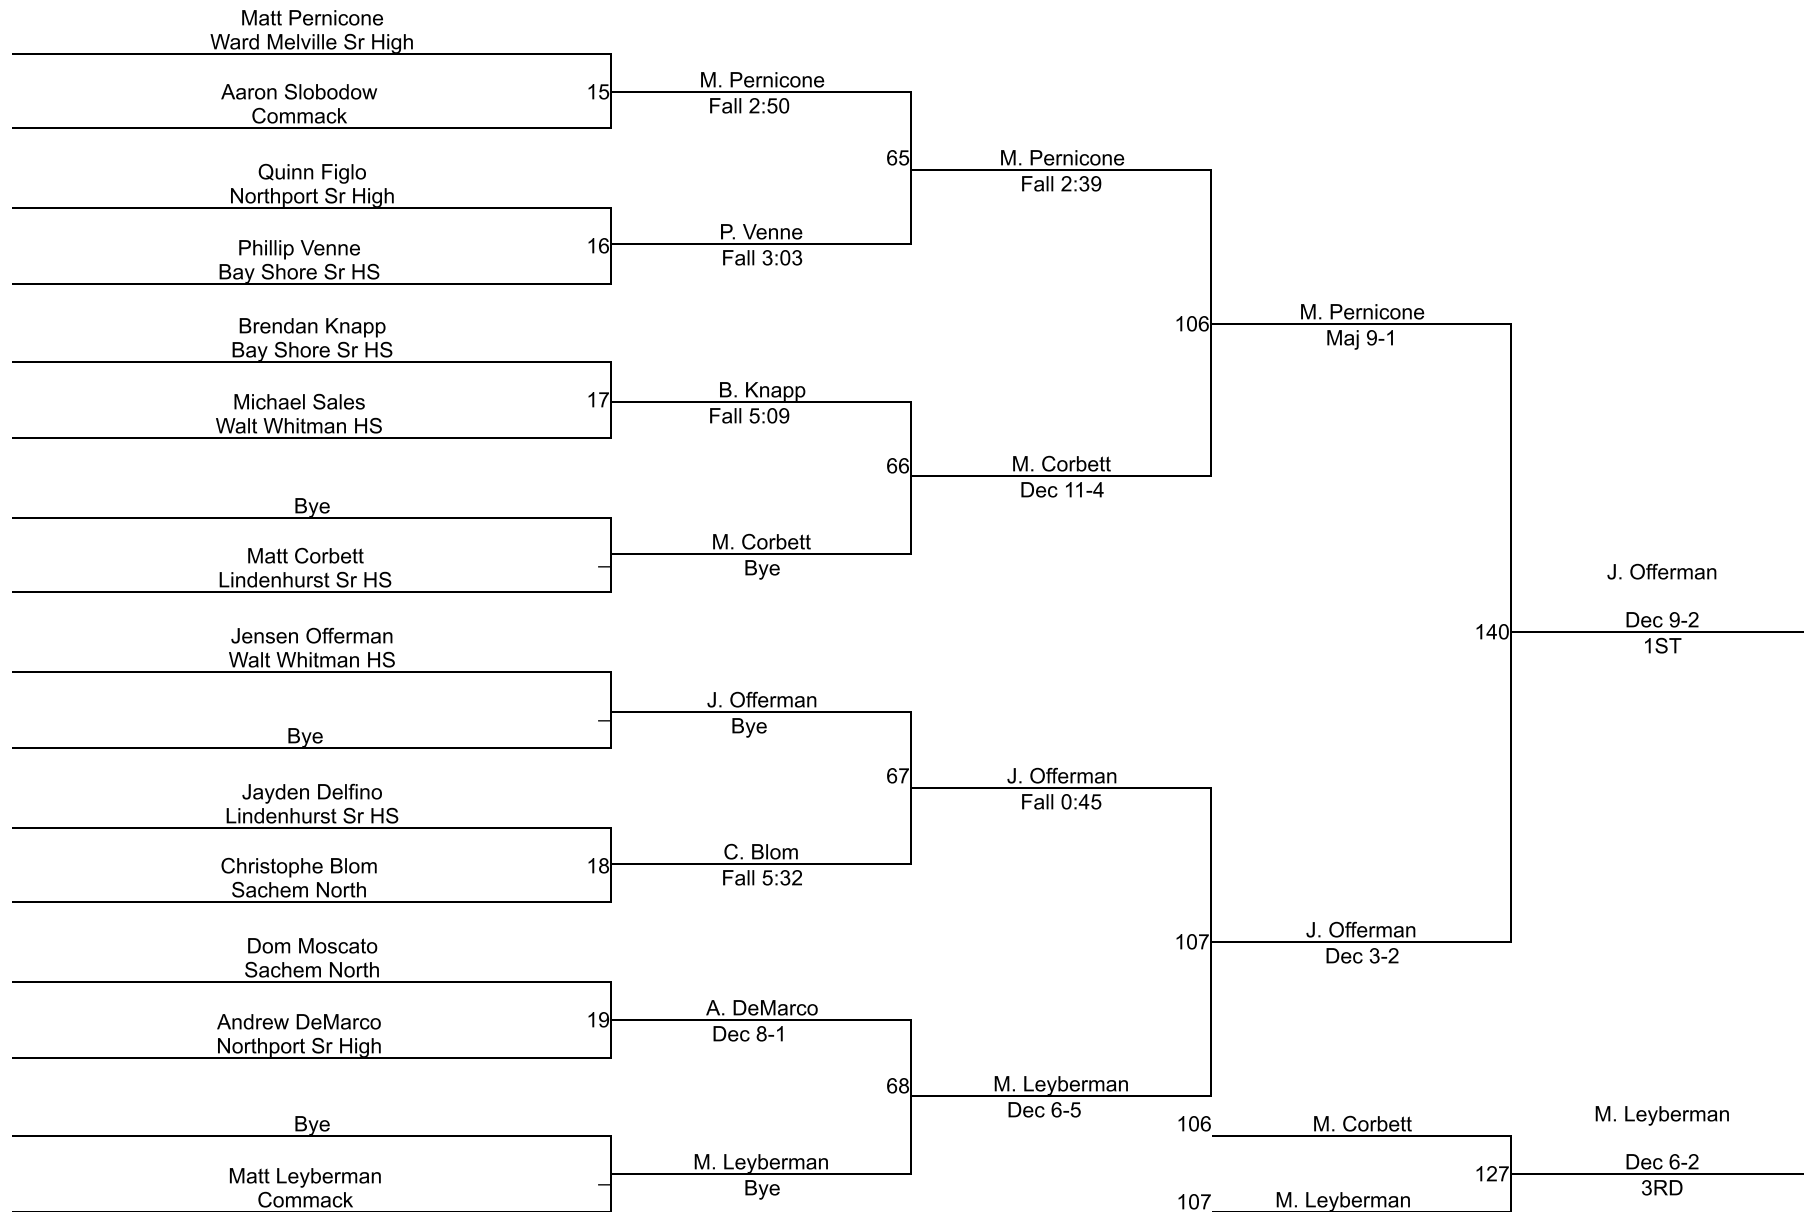 Matt Pernicone
Ward Melville Sr High
Aaron Slobodow
Commack
15
M. Pernicone
Fall 2:50
Quinn Figlo
Northport Sr High
Phillip Venne
Bay Shore Sr HS
16
P. Venne
Fall 3:03
65
M. Pernicone
Fall 2:39
Brendan Knapp
Bay Shore Sr HS
Michael Sales
Walt Whitman HS
17
B. Knapp
Fall 5:09
Bye
Matt Corbett
Lindenhurst Sr HS
M. Corbett
Bye
66
M. Corbett
Dec 11-4
106
M. Pernicone
Maj 9-1
Jensen Offerman
Walt Whitman HS
Bye
J. Offerman
Bye
Jayden Delfino
Lindenhurst Sr HS
Christophe Blom
Sachem North
18
C. Blom
Fall 5:32
67
J. Offerman
Fall 0:45
Dom Moscato
Sachem North
Andrew DeMarco
Northport Sr High
19
A. DeMarco
Dec 8-1
Bye
Matt Leyberman
Commack
M. Leyberman
Bye
68
M. Leyberman
Dec 6-5
107
J. Offerman
Dec 3-2
140
J. Offerman
Dec 9-2
1ST
106
M. Corbett
107
M. Leyberman
127
M. Leyberman
Dec 6-2
3RD